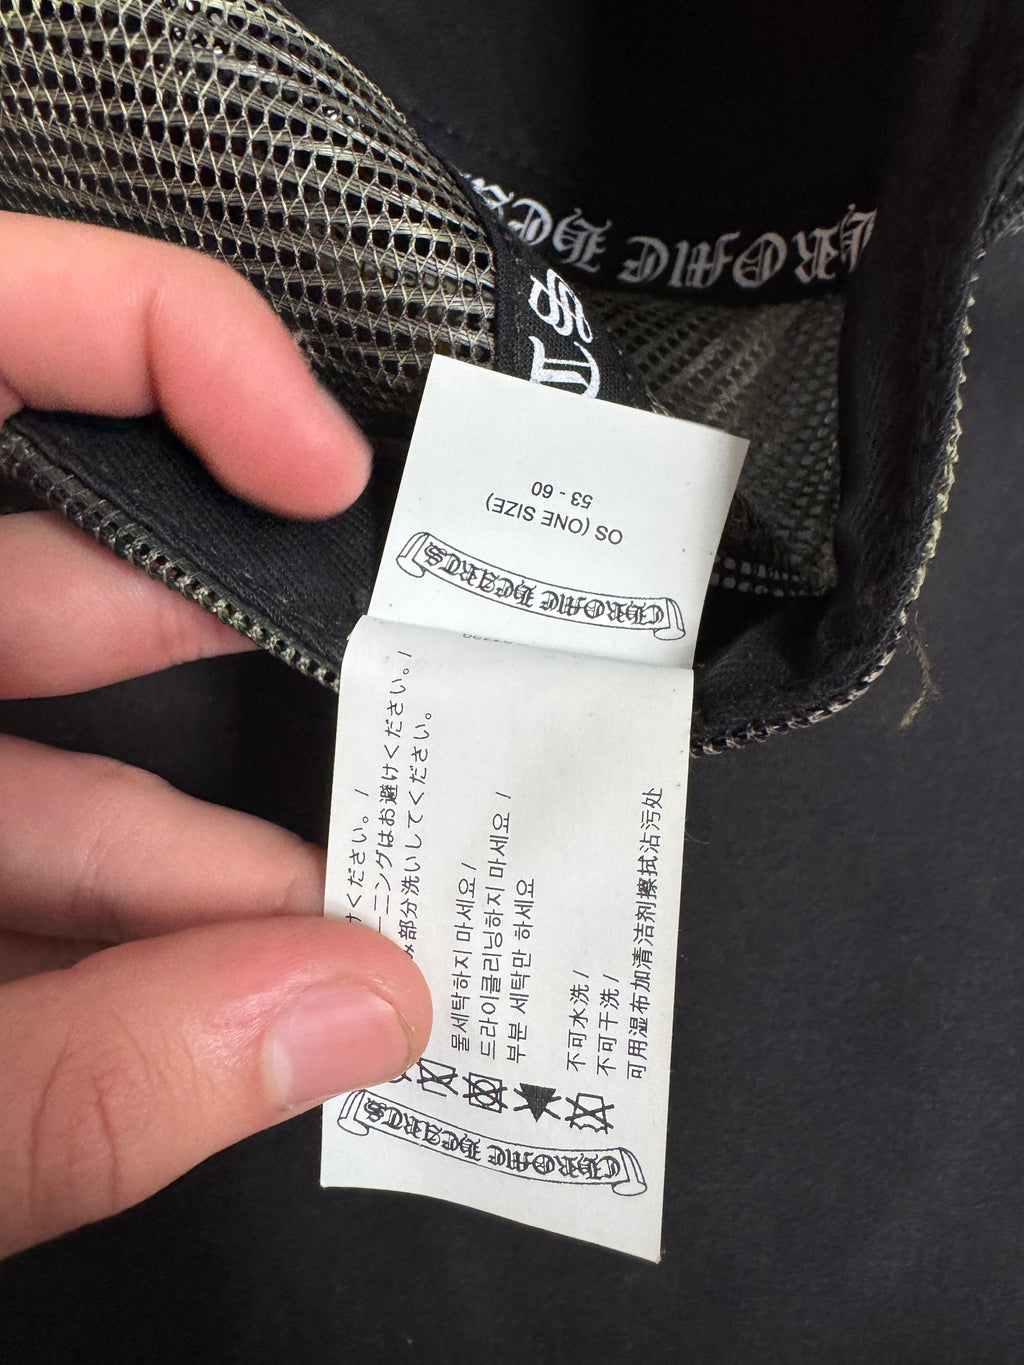 CHROME HEARTS
OS (ONE SIZE)
53 - 60
CHROME HEARTS
ください。/
ーニングはお避けください。/
み部分洗いしてください。
물세탁하지 마세요 /
드라이클리닝하지 마세요 /
부분 세탁만 하세요
不可水洗 /
不可干洗 /
可用湿布加清洁剂擦拭沾污处
CHROME HEARTS